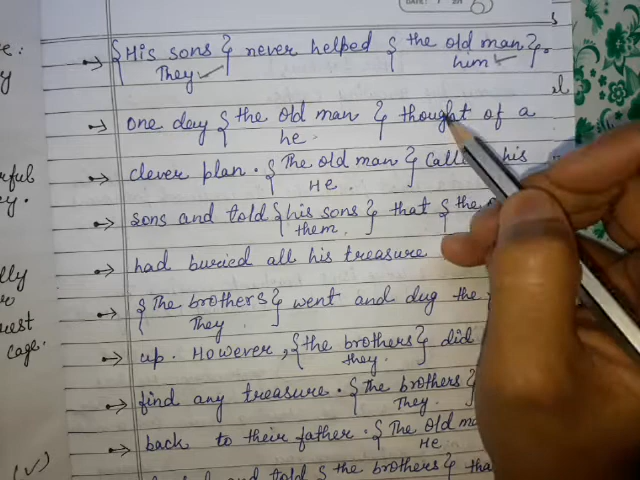 → {His sons} never helped {the old man}.
They ✓ him ✓
→ one day {the old man} thought of a
he.
→ clever plan. {The old man} Call his
He.
→ sons and told {his sons} that {the
them.
→ had buried all his treasure
→ {The brothers} went and dug the
They.
→ up. However, {the brothers} did
they.
→ find any treasure. {The brothers}
They.
→ back to their father. {The old ma
He
told {the brothers} tha
cage.
(v)